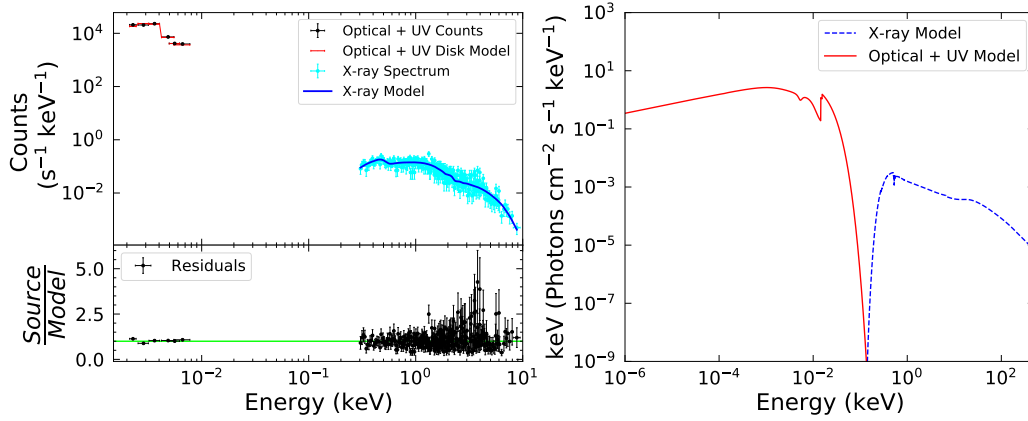 10⁴
10²
10⁰
10⁻²
Counts
(s⁻¹ keV⁻¹)
Optical + UV Counts
Optical + UV Disk Model
X-ray Spectrum
X-ray Model
5.0
2.5
0.0
Source
Model
Residuals
10⁻² 10⁻¹ 10⁰ 10¹
Energy (keV)
10³
10¹
10⁻¹
10⁻³
10⁻⁵
10⁻⁷
10⁻⁹
keV (Photons cm⁻² s⁻¹ keV⁻¹)
X-ray Model
Optical + UV Model
10⁻⁶ 10⁻⁴ 10⁻² 10⁰ 10²
Energy (keV)